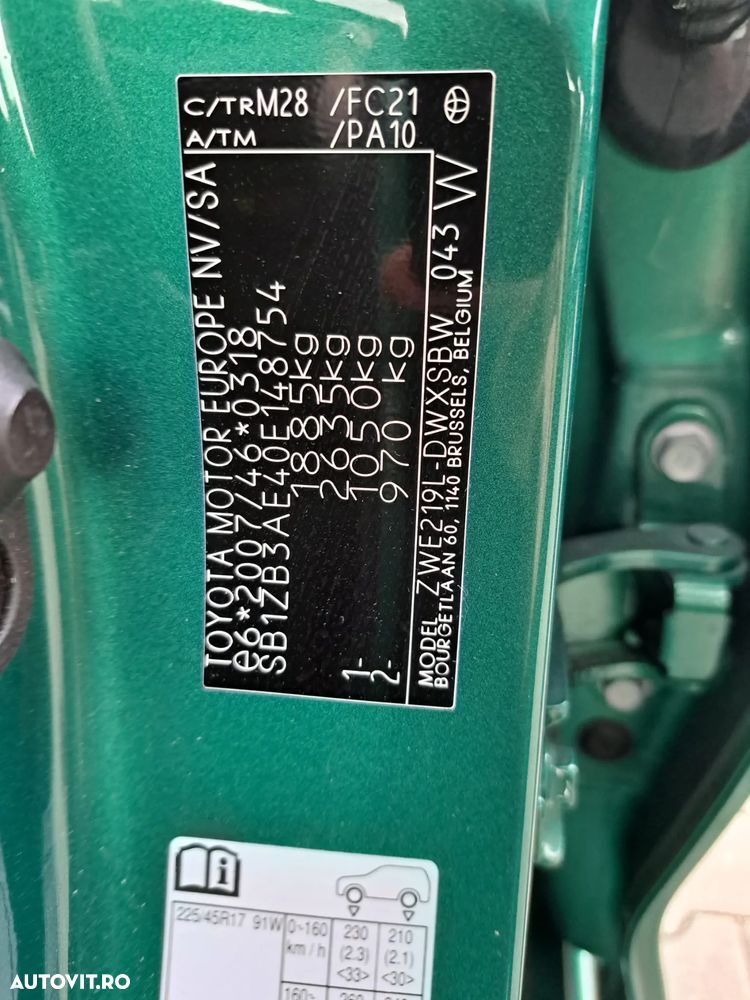 C/TR M28 /FC21
A/TM /PA10
TOYOTA MOTOR EUROPE NV/SA
e6*2007/46*0318
SB1ZB3AE40E148754
1885kg
2635kg
1- 1050kg
2- 970 kg
MODEL ZWE219L-DWXSBW 043 W
BOURGETLAAN 60, 1140 BRUSSELS, BELGIUM
i
225/45R17 91W 0~160 km/h 230 (2.3) <33> 210 (2.1) <30>
160~
AUTOVIT.RO